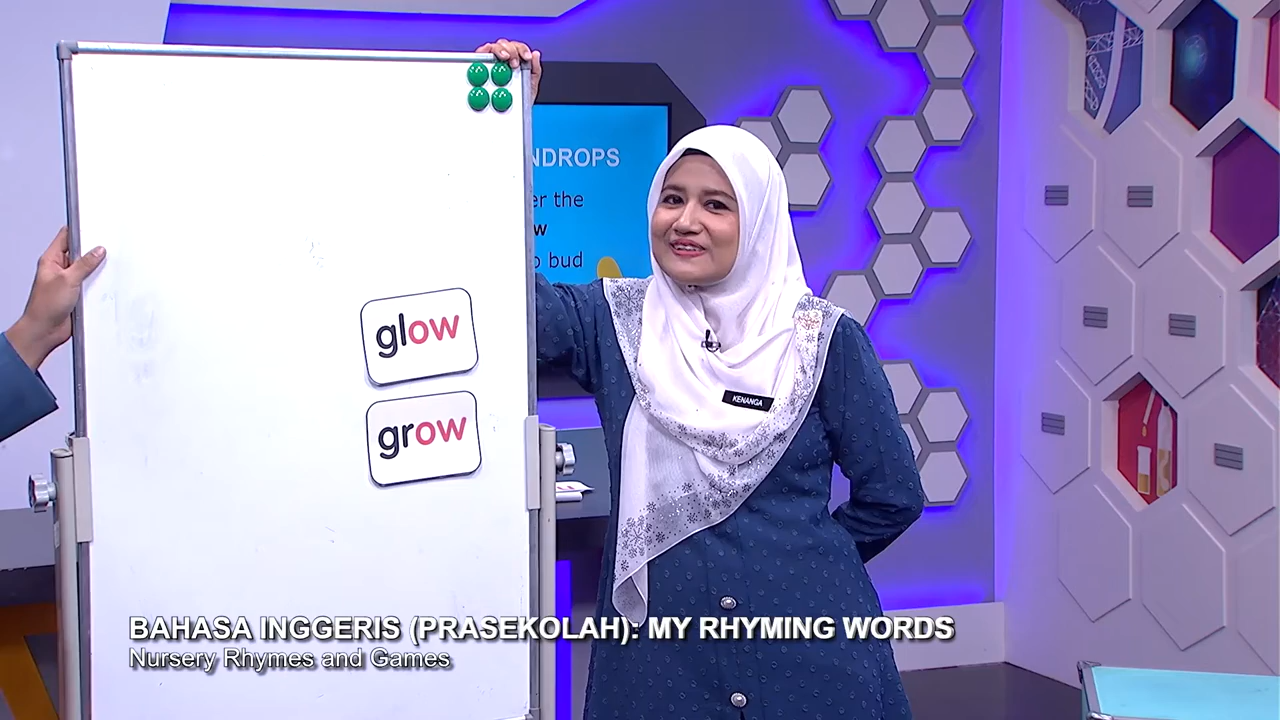 NDROPS
er the
w
o bud
glow
grow
KENANGA
BAHASA INGGERIS (PRASEKOLAH): MY RHYMING WORDS
Nursery Rhymes and Games